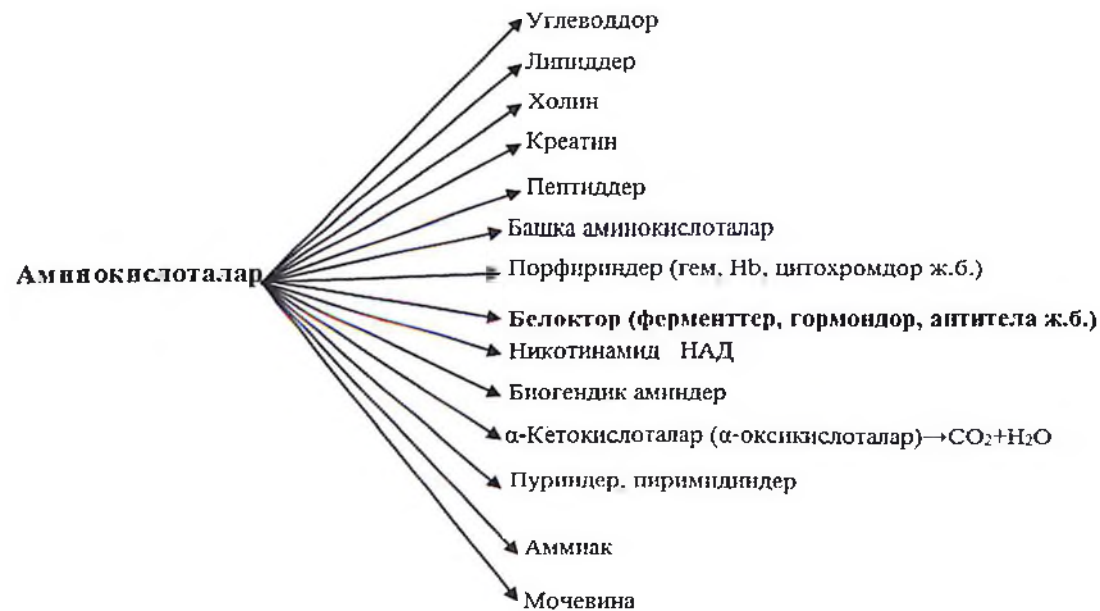 Углеводдор
Липиддер
Холин
Креатин
Пептиддер
Башка аминокислоталар
Аминокислоталар
Порфириндер (гем, Hb, цитохромдор ж.б.)
Белоктор (ферменттер, гормондор, антитела ж.б.)
Никотинамид НАД
Биогендик аминдер
α-Кетокислоталар (α-оксикислоталар)→CO₂+H₂O
Пуриндер, пиримидиндер
Аммиак
Мочевина